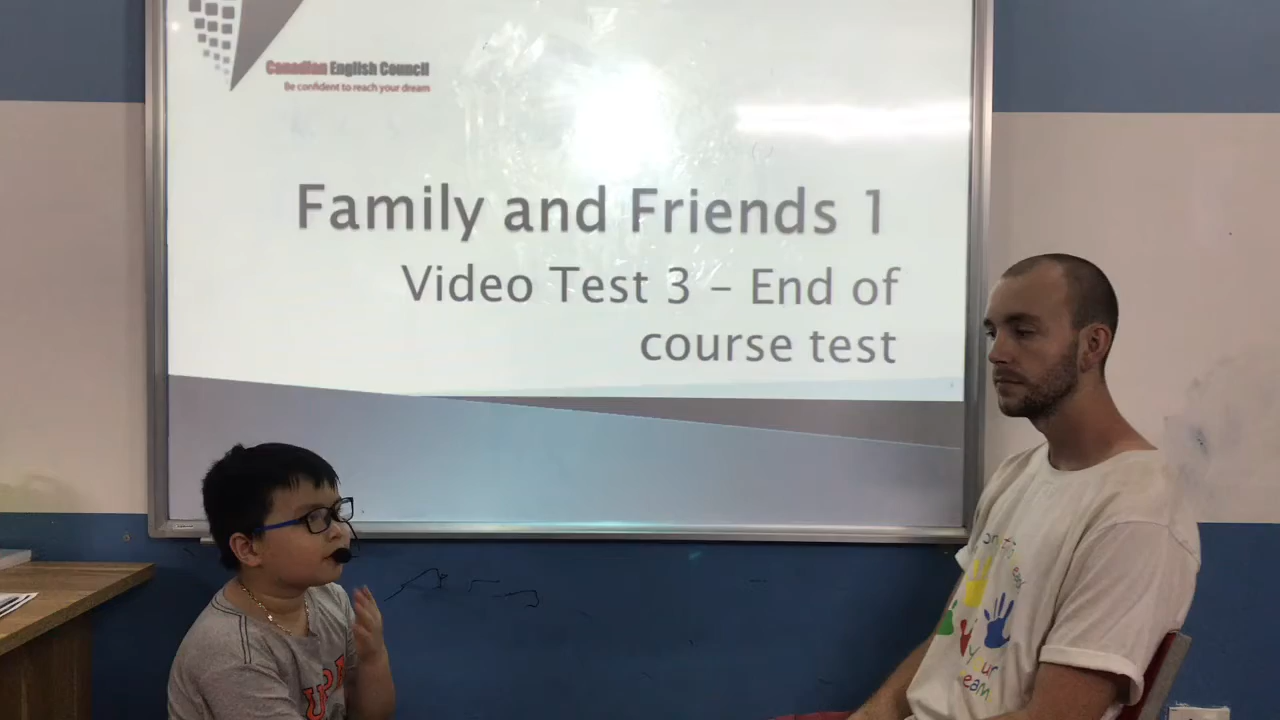 Canadian English Council
Be confident to reach your dream
Family and Friends 1
Video Test 3 – End of
course test